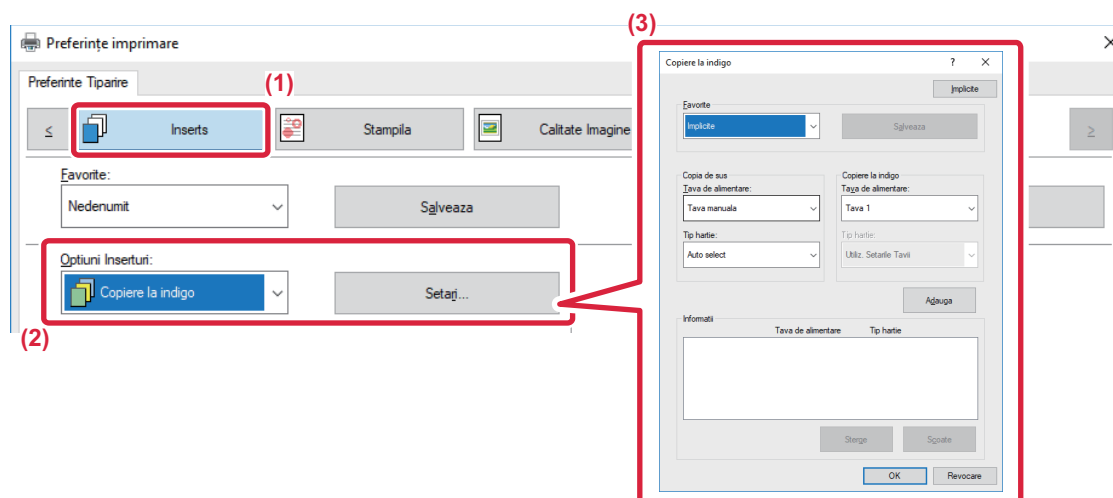 (3)
Preferințe imprimare
Preferinte Tiparire
(1)
<
Inserts
Stampila
Calitate Imagine
>
Favorite:
Nedenumit
Salveaza
Optiuni Inserturi:
Copiere la indigo
Setari...
(2)
Copiere la indigo
?
Implicite
Favorite
Implicite
Salveaza
Copia de sus
Copiere la indigo
Tava de alimentare:
Tava de alimentare:
Tava manuala
Tava 1
Tip hartie:
Tip hartie:
Auto select
Utiliz. Setarile Tavii
Adauga
Informatii
Tava de alimentare
Tip hartie
Sterge
Scoate
OK
Revocare